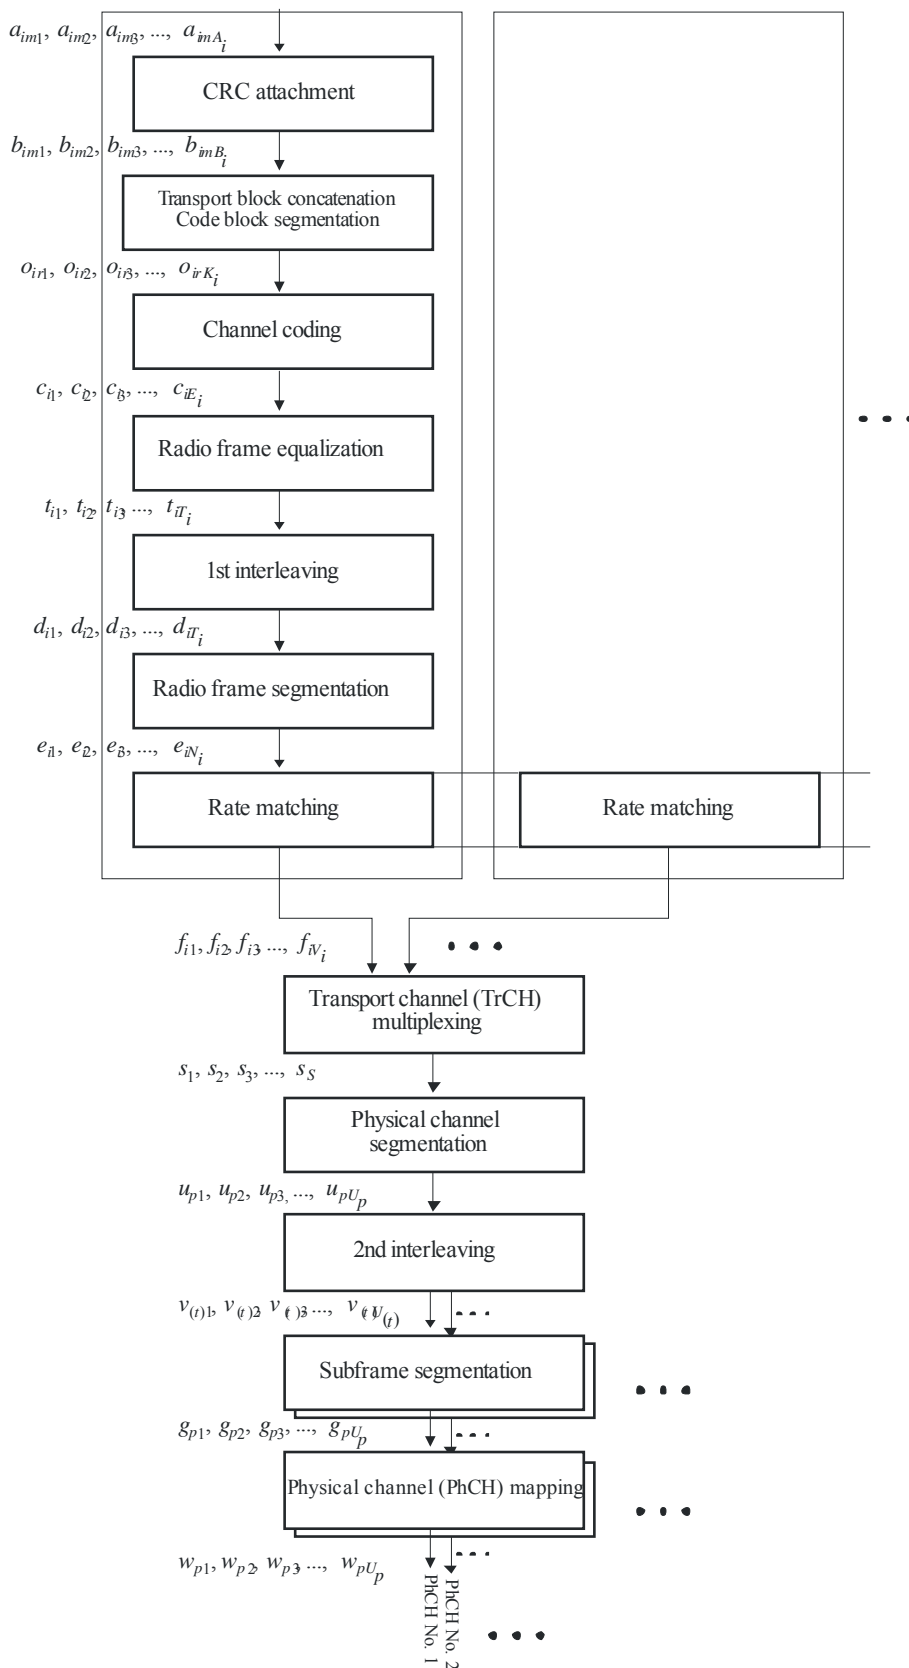 a_im1, a_im2, a_im3, ..., a_imA_i
CRC attachment
b_im1, b_im2, b_im3, ..., b_imB_i
Transport block concatenation
Code block segmentation
o_ir1, o_ir2, o_ir3, ..., o_irK_i
Channel coding
c_i1, c_i2, c_i3, ..., c_iE_i
Radio frame equalization
t_i1, t_i2, t_i3, ..., t_iT_i
1st interleaving
d_i1, d_i2, d_i3, ..., d_iT_i
Radio frame segmentation
e_i1, e_i2, e_i3, ..., e_iN_i
Rate matching
Rate matching
f_i1, f_i2, f_i3, ..., f_iV_i
Transport channel (TrCH)
multiplexing
s_1, s_2, s_3, ..., s_S
Physical channel
segmentation
u_p1, u_p2, u_p3, ..., u_pU_p
2nd interleaving
v_(t)1, v_(t)2, v_(t)3, ..., v_(t)U_(t)
Subframe segmentation
g_p1, g_p2, g_p3, ..., g_pU_p
Physical channel (PhCH) mapping
w_p1, w_p2, w_p3, ..., w_pU_p
PhCH No. 1
PhCH No. 2